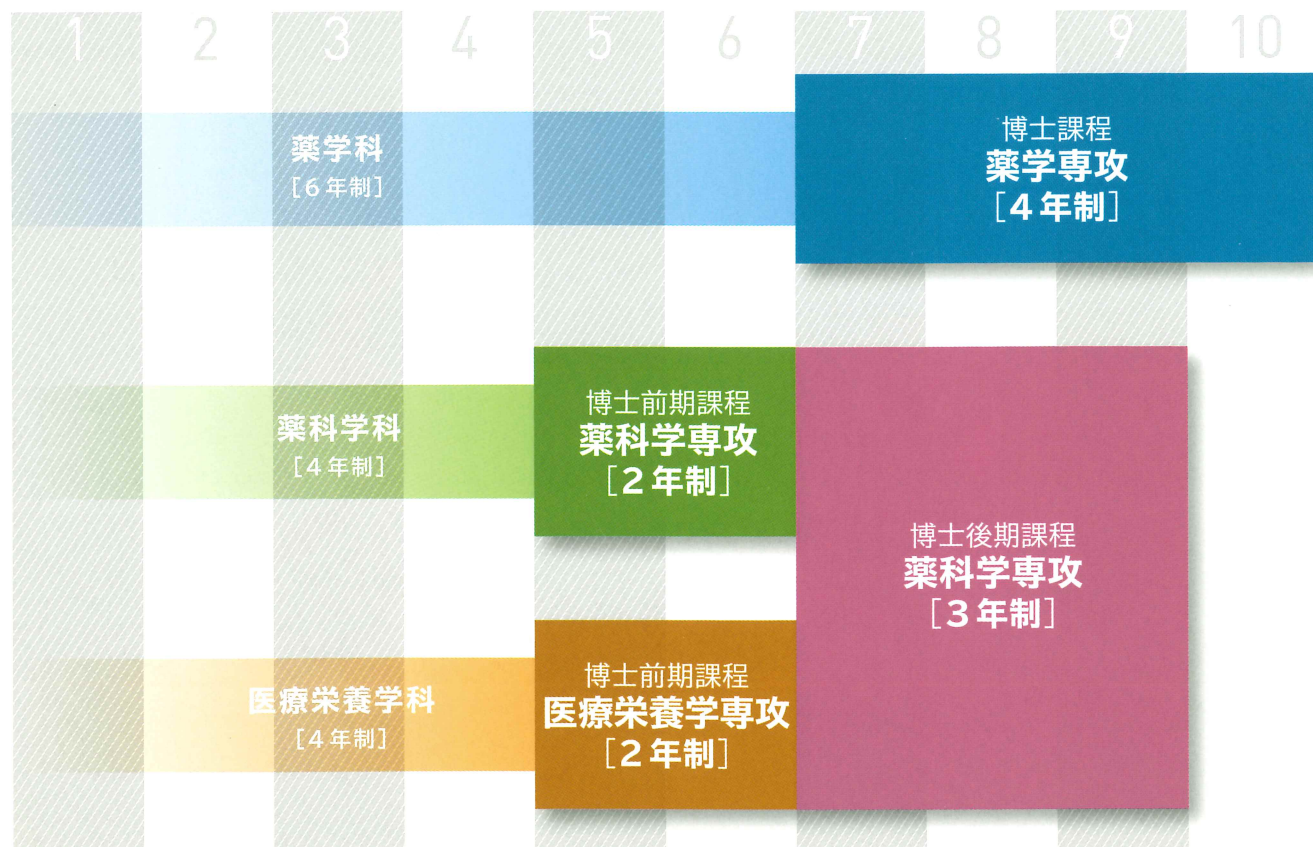 1 2 3 4 5 6 7 8 9 10
薬学科
[6年制]
博士課程
薬学専攻
[4年制]
薬科学科
[4年制]
博士前期課程
薬科学専攻
[2年制]
博士後期課程
薬科学専攻
[3年制]
医療栄養学科
[4年制]
博士前期課程
医療栄養学専攻
[2年制]